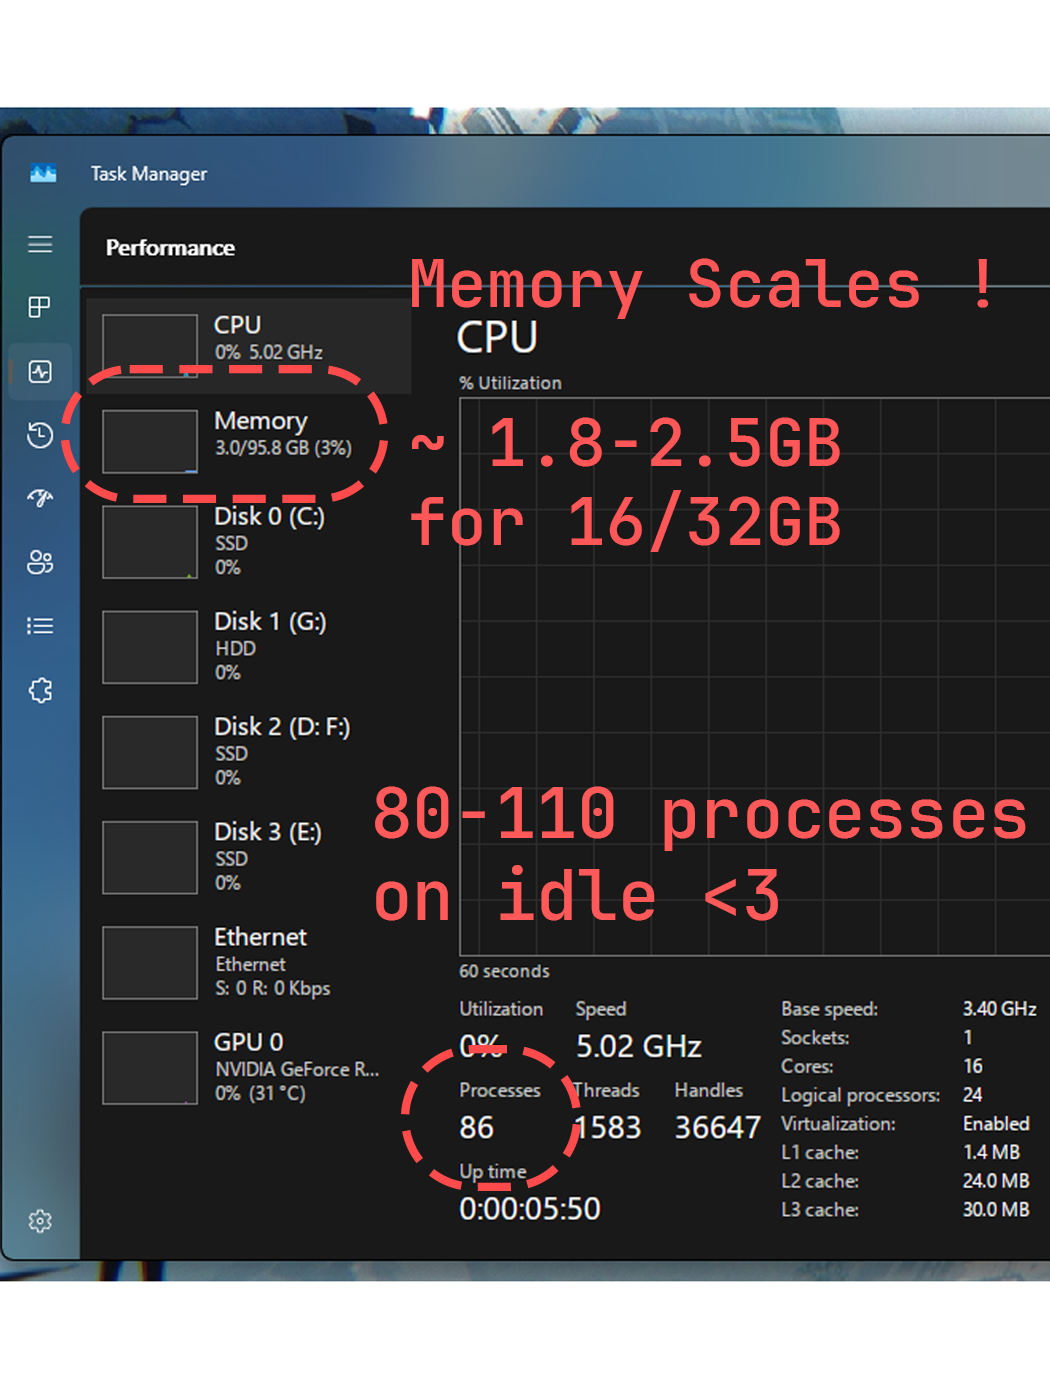 Task Manager
Performance
Memory Scales !
CPU
0% 5.02 GHz
CPU
% Utilization
Memory
3.0/95.8 GB (3%)
~ 1.8-2.5GB
for 16/32GB
Disk 0 (C:)
SSD
0%
Disk 1 (G:)
HDD
0%
Disk 2 (D: F:)
SSD
0%
Disk 3 (E:)
SSD
0%
80-110 processes
on idle <3
Ethernet
Ethernet
S: 0 R: 0 Kbps
GPU 0
NVIDIA GeForce R...
0% (31 °C)
60 seconds
Utilization Speed
0% 5.02 GHz
Processes Threads Handles
86 1583 36647
Up time
0:00:05:50
Base speed: 3.40 GHz
Sockets: 1
Cores: 16
Logical processors: 24
Virtualization: Enabled
L1 cache: 1.4 MB
L2 cache: 24.0 MB
L3 cache: 30.0 MB